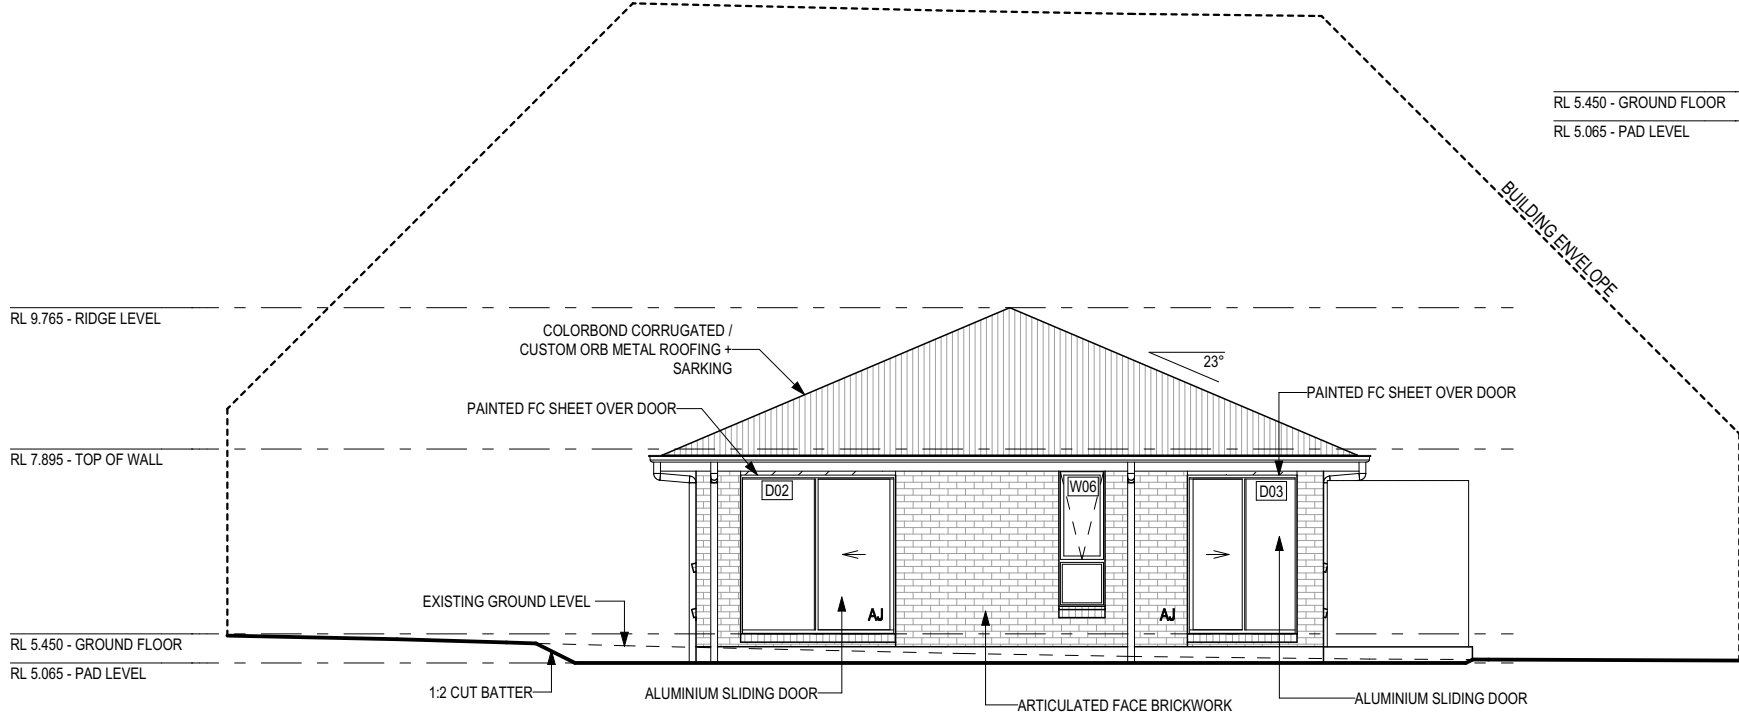 RL 5.450 - GROUND FLOOR
RL 5.065 - PAD LEVEL
BUILDING ENVELOPE
RL 9.765 - RIDGE LEVEL
COLORBOND CORRUGATED /
CUSTOM ORB METAL ROOFING +
SARKING
23°
PAINTED FC SHEET OVER DOOR
PAINTED FC SHEET OVER DOOR
RL 7.895 - TOP OF WALL
D02
W06
D03
EXISTING GROUND LEVEL
AJ
AJ
RL 5.450 - GROUND FLOOR
RL 5.065 - PAD LEVEL
1:2 CUT BATTER
ALUMINIUM SLIDING DOOR
ARTICULATED FACE BRICKWORK
ALUMINIUM SLIDING DOOR